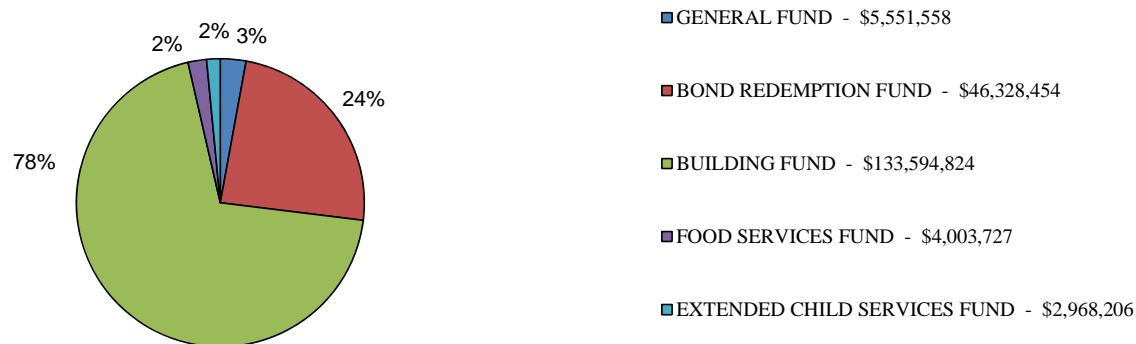 2%
2%
3%
24%
78%
GENERAL FUND - $5,551,558
BOND REDEMPTION FUND - $46,328,454
BUILDING FUND - $133,594,824
FOOD SERVICES FUND - $4,003,727
EXTENDED CHILD SERVICES FUND - $2,968,206